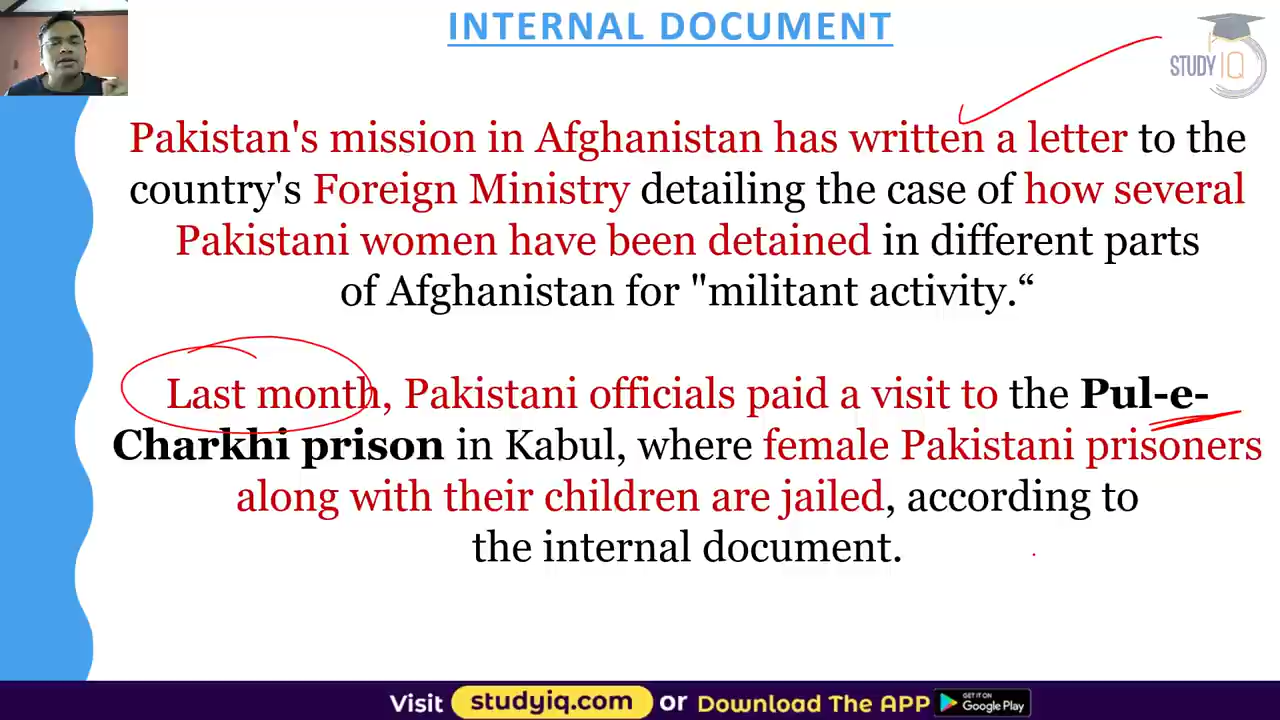 INTERNAL DOCUMENT
STUDY IQ
Pakistan's mission in Afghanistan has written a letter to the
country's Foreign Ministry detailing the case of how several
Pakistani women have been detained in different parts
of Afghanistan for "militant activity.“
Last month, Pakistani officials paid a visit to the Pul-e-
Charkhi prison in Kabul, where female Pakistani prisoners
along with their children are jailed, according to
the internal document.
Visit studyiq.com or Download The APP GET IT ON Google Play